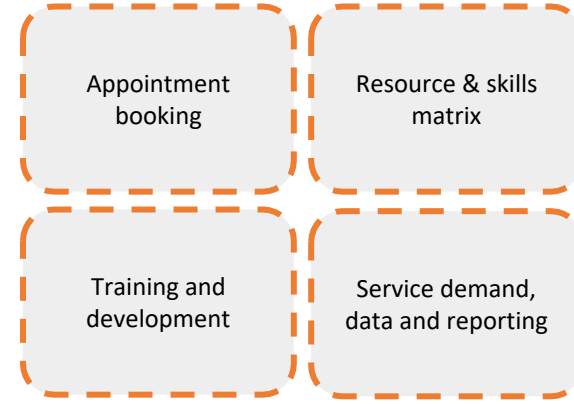 Appointment
booking
Resource & skills
matrix
Training and
development
Service demand,
data and reporting